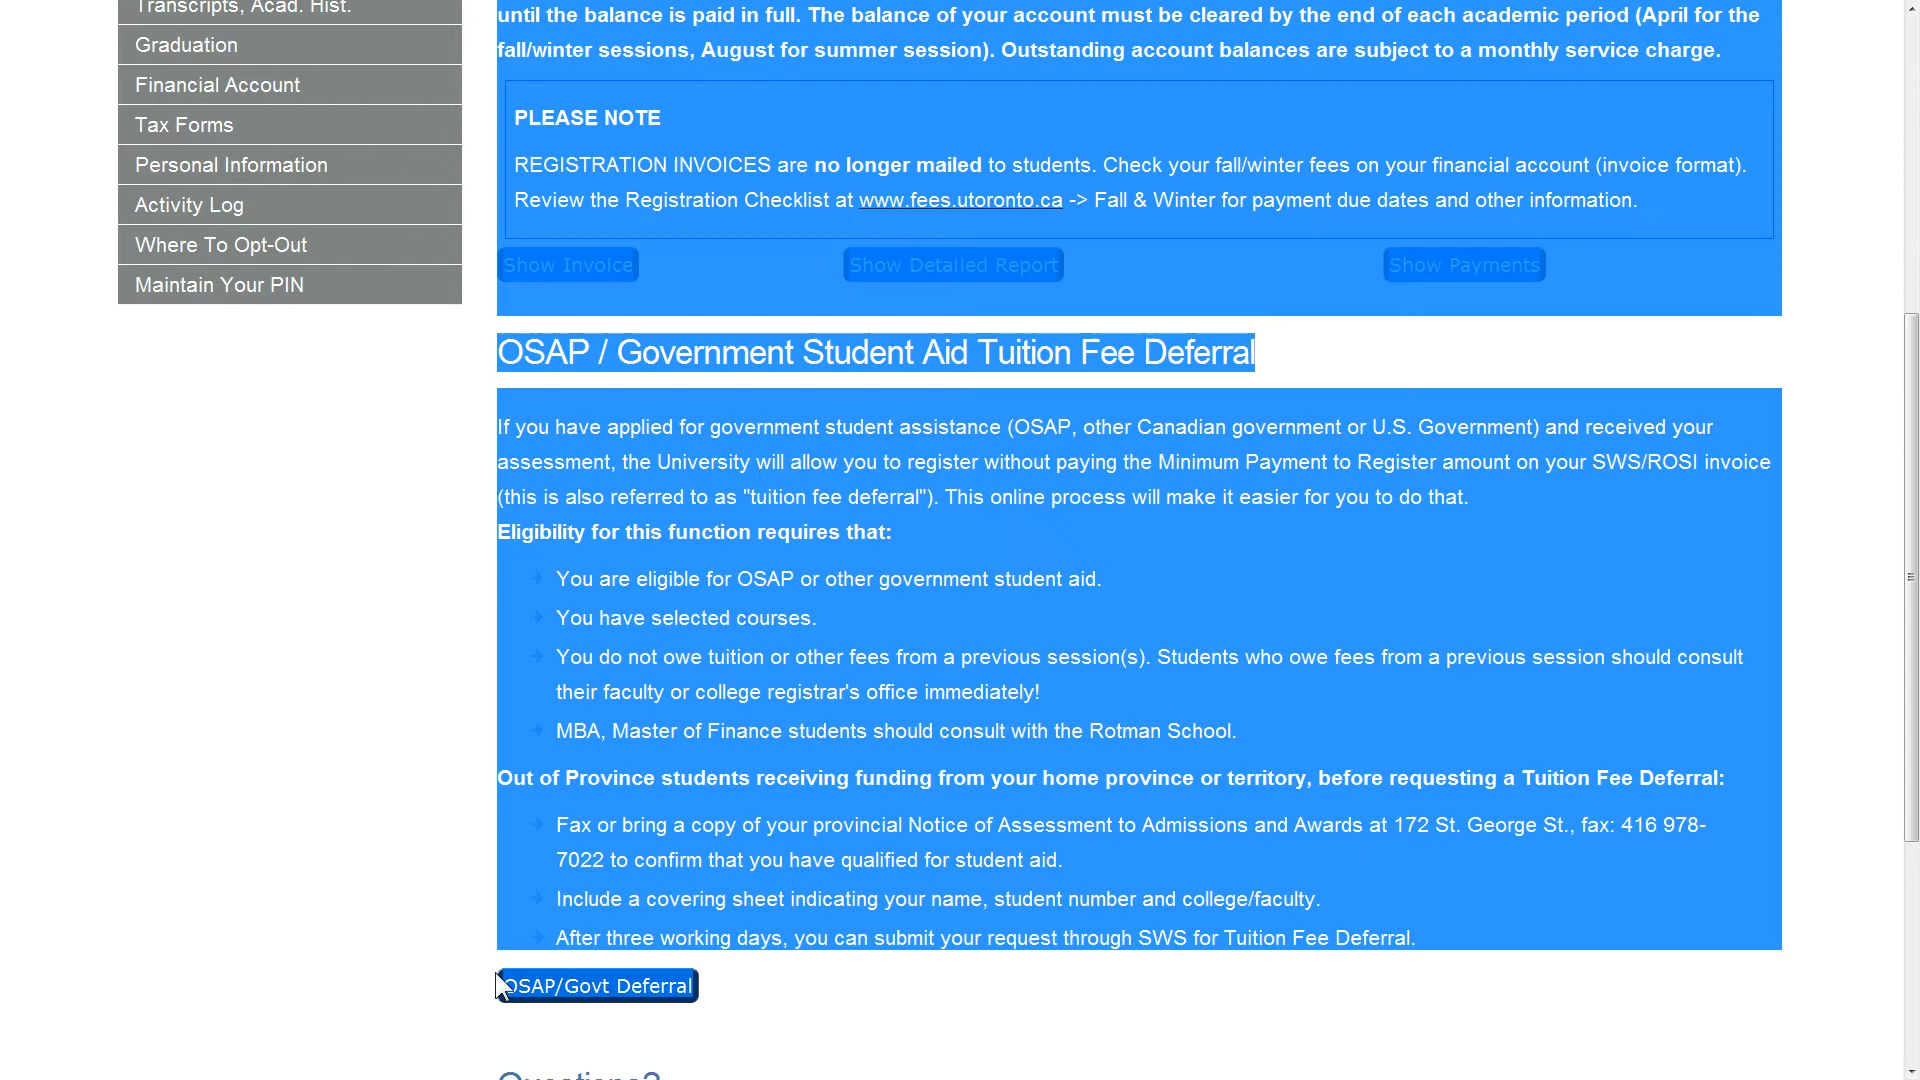 Transcripts, Acad. Hist.
Graduation
Financial Account
Tax Forms
Personal Information
Activity Log
Where To Opt-Out
Maintain Your PIN
until the balance is paid in full. The balance of your account must be cleared by the end of each academic period (April for the
fall/winter sessions, August for summer session). Outstanding account balances are subject to a monthly service charge.
PLEASE NOTE
REGISTRATION INVOICES are no longer mailed to students. Check your fall/winter fees on your financial account (invoice format).
Review the Registration Checklist at www.fees.utoronto.ca -> Fall & Winter for payment due dates and other information.
Show Invoice
Show Detailed Report
Show Payments
OSAP / Government Student Aid Tuition Fee Deferral
If you have applied for government student assistance (OSAP, other Canadian government or U.S. Government) and received your
assessment, the University will allow you to register without paying the Minimum Payment to Register amount on your SWS/ROSI invoice
(this is also referred to as "tuition fee deferral"). This online process will make it easier for you to do that.
Eligibility for this function requires that:
You are eligible for OSAP or other government student aid.
You have selected courses.
You do not owe tuition or other fees from a previous session(s). Students who owe fees from a previous session should consult
their faculty or college registrar's office immediately!
MBA, Master of Finance students should consult with the Rotman School.
Out of Province students receiving funding from your home province or territory, before requesting a Tuition Fee Deferral:
Fax or bring a copy of your provincial Notice of Assessment to Admissions and Awards at 172 St. George St., fax: 416 978-
7022 to confirm that you have qualified for student aid.
Include a covering sheet indicating your name, student number and college/faculty.
After three working days, you can submit your request through SWS for Tuition Fee Deferral.
OSAP/Govt Deferral
Questions?